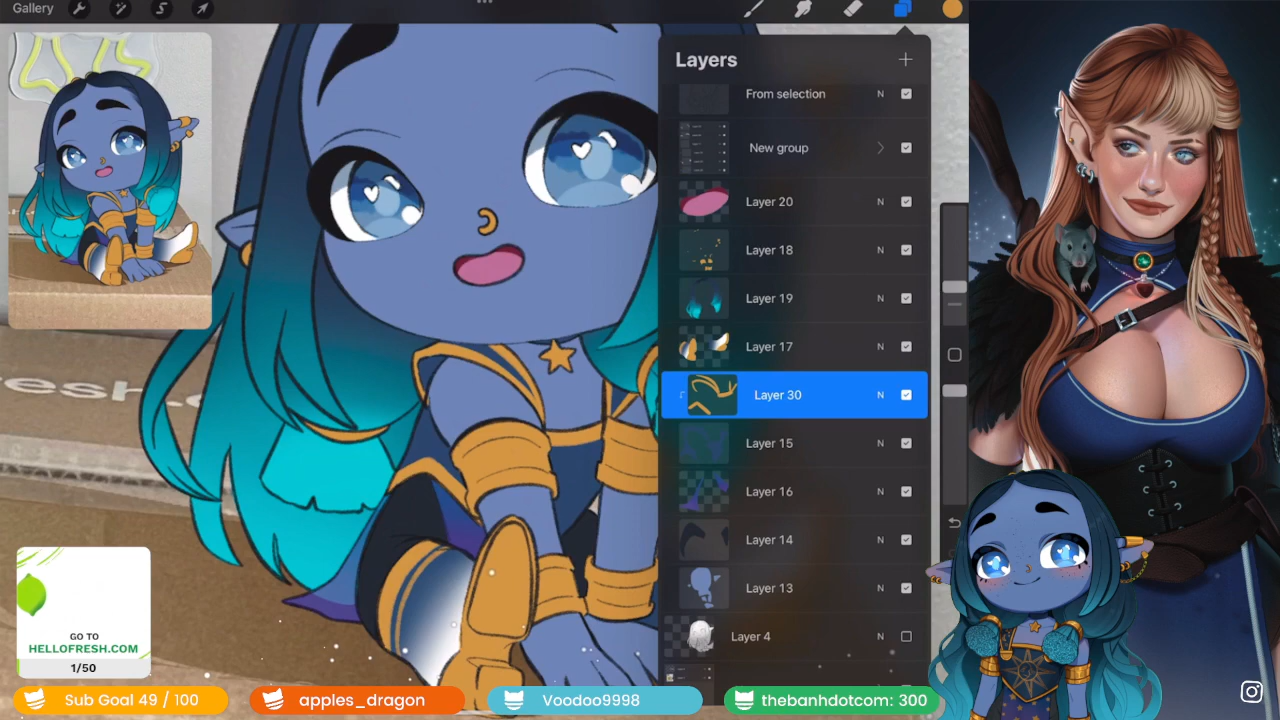 Gallery
Layers
From selection N
New group
Layer 20 N
Layer 18 N
Layer 19 N
Layer 17 N
Layer 30 N
Layer 15 N
Layer 16 N
Layer 14 N
Layer 13 N
Layer 4 N
esh.c
GO TO
HELLOFRESH.COM
1/50
Sub Goal 49 / 100
apples_dragon
Voodoo9998
thebanhdotcom: 300